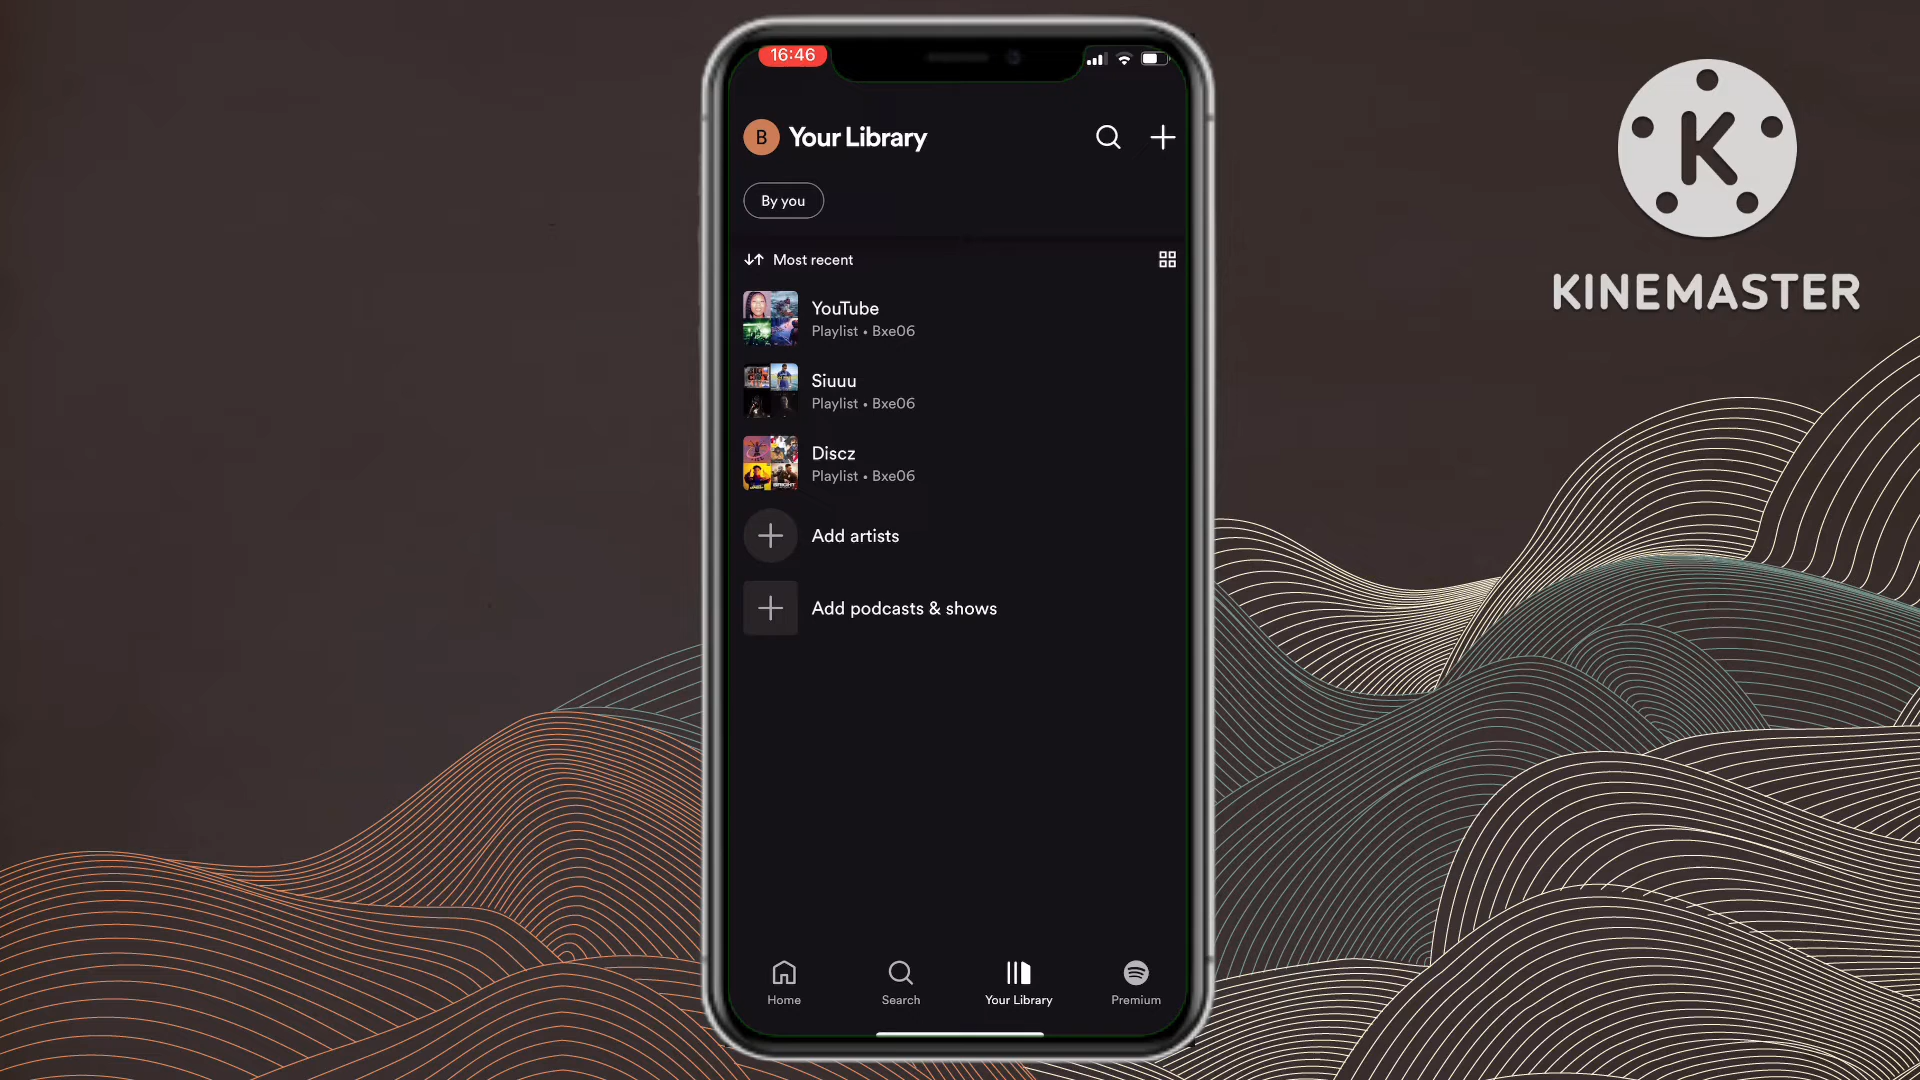 16:46
B Your Library
By you
Most recent
YouTube
Playlist • Bxe06
Siuuu
Playlist • Bxe06
Discz
Playlist • Bxe06
Add artists
Add podcasts & shows
Home
Search
Your Library
Premium
K
KINEMASTER